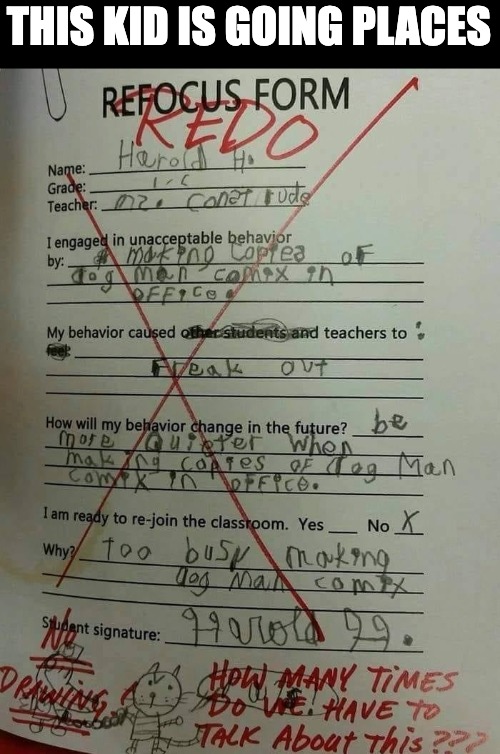 THIS KID IS GOING PLACES
REFOCUS FORM
REDO
Name: Harold H.
Grade:
Teacher: mr.
I engaged in unacceptable behavior
by: making copies of
dog man comix in
office.
My behavior caused other students and teachers to :
feel:
Freak out
How will my behavior change in the future? be
more quieter when
making copies of dog Man
comix in office.
I am ready to re-join the classroom. Yes No X
Why? too busy making
dog Man comix
Student signature: Harold H.
NO
DRAWING
HOW MANY TIMES
DO WE HAVE TO
TALK About this???